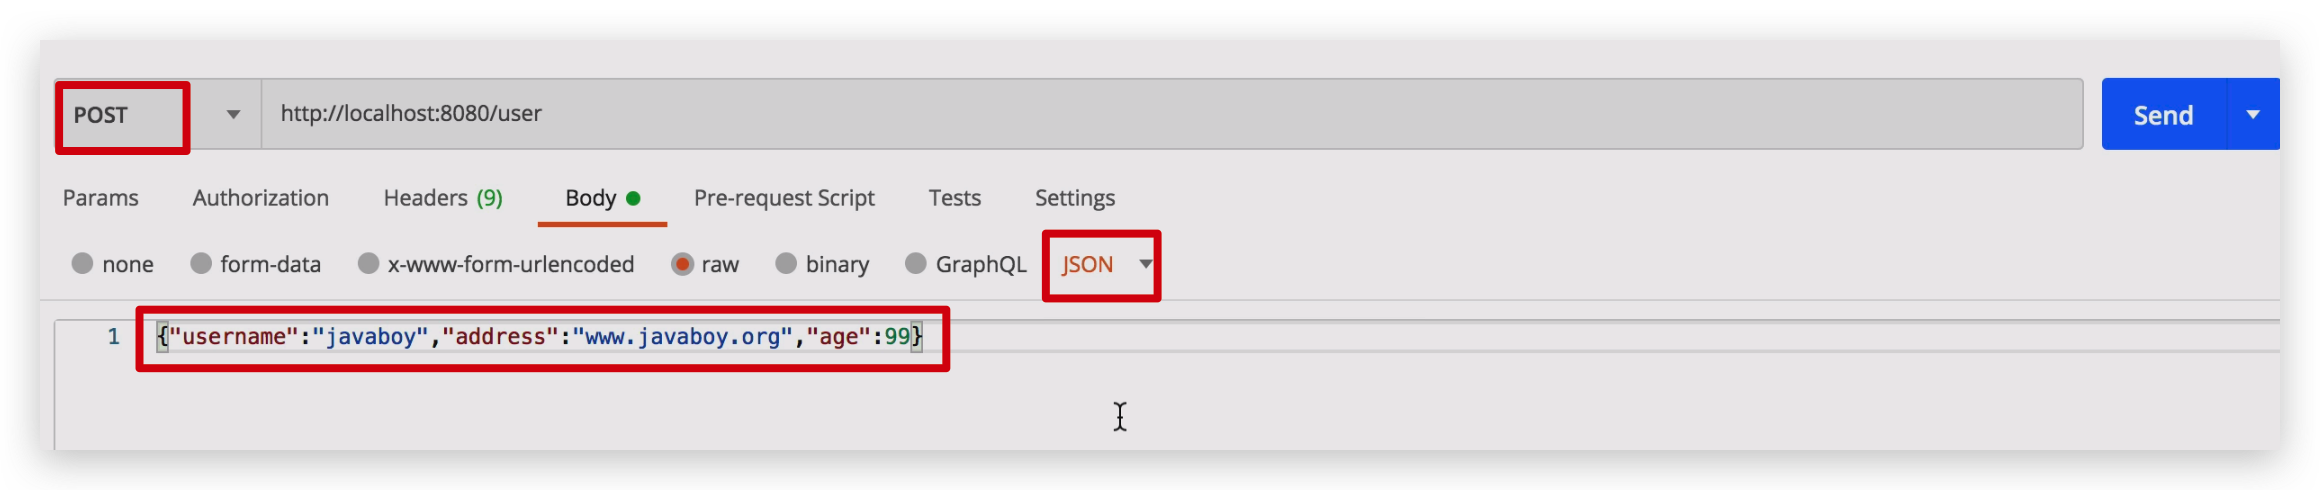 POST http://localhost:8080/user Send
Params Authorization Headers (9) Body Pre-request Script Tests Settings
none form-data x-www-form-urlencoded raw binary GraphQL JSON
1 {"username":"javaboy","address":"www.javaboy.org","age":99}